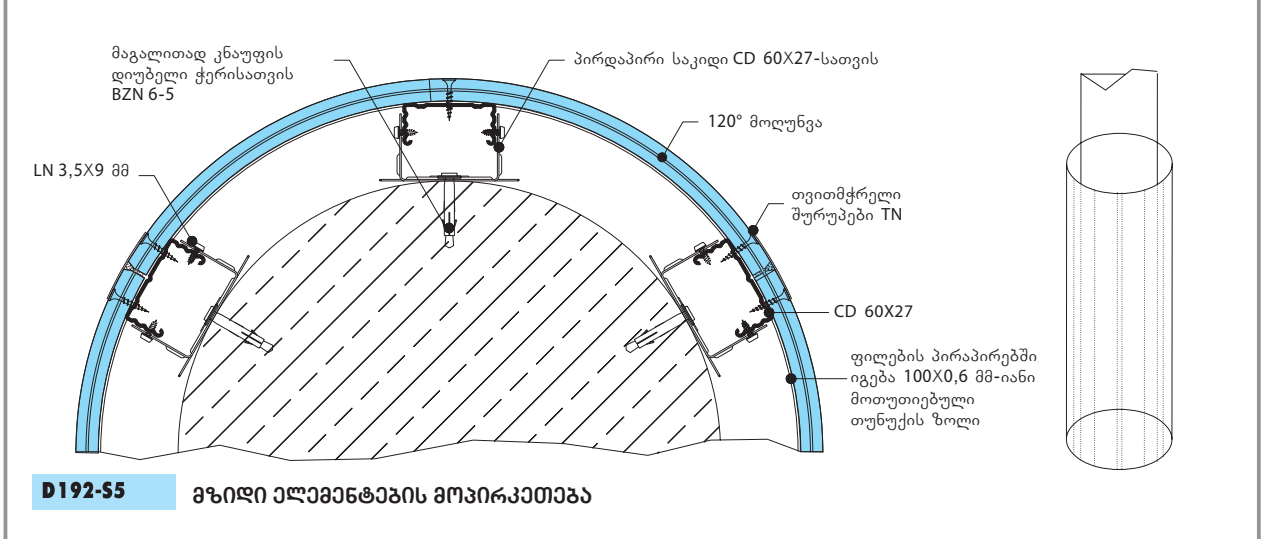 მაგალითად კნაუფის
დიუბელი ჭერისათვის
BZN 6-5
პირდაპირი საკიდი CD 60X27-სათვის
120° მოღუნვა
LN 3,5X9 მმ
თვითმჭრელი
შურუპები TN
CD 60X27
ფილების პირაპირებში
იგება 100X0,6 მმ-იანი
მოთუთიებული
თუნუქის ზოლი
D192-S5
მზიდი ელემენტების მოპირკეთება